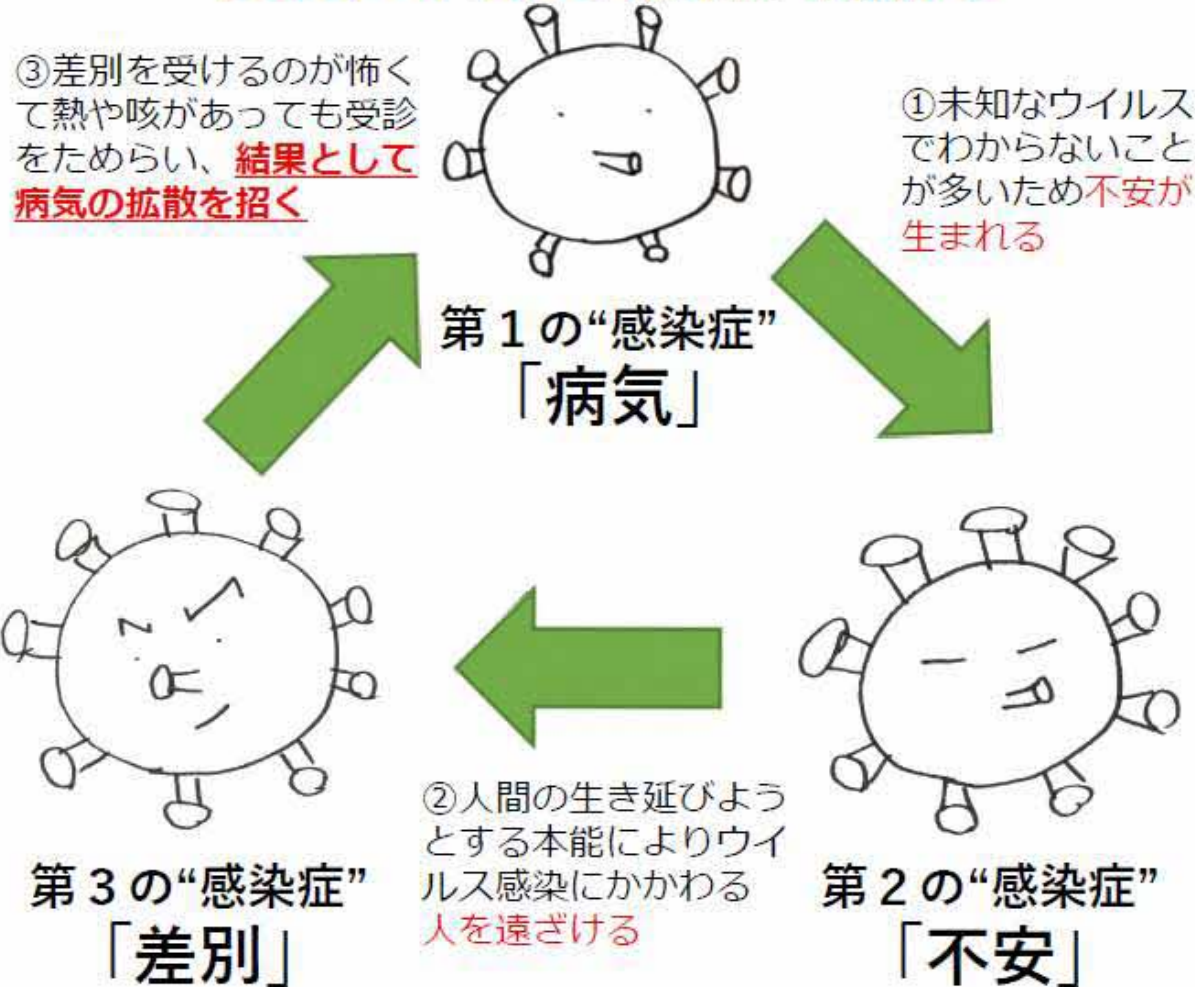 ③差別を受けるのが怖く
て熱や咳があっても受診
をためらい、結果として
病気の拡散を招く
①未知なウイルス
でわからないこと
が多いため不安が
生まれる
第1の“感染症”
「病気」
②人間の生き延びよう
とする本能によりウイ
ルス感染にかかわる
人を遠ざける
第3の“感染症”
「差別」
第2の“感染症”
「不安」